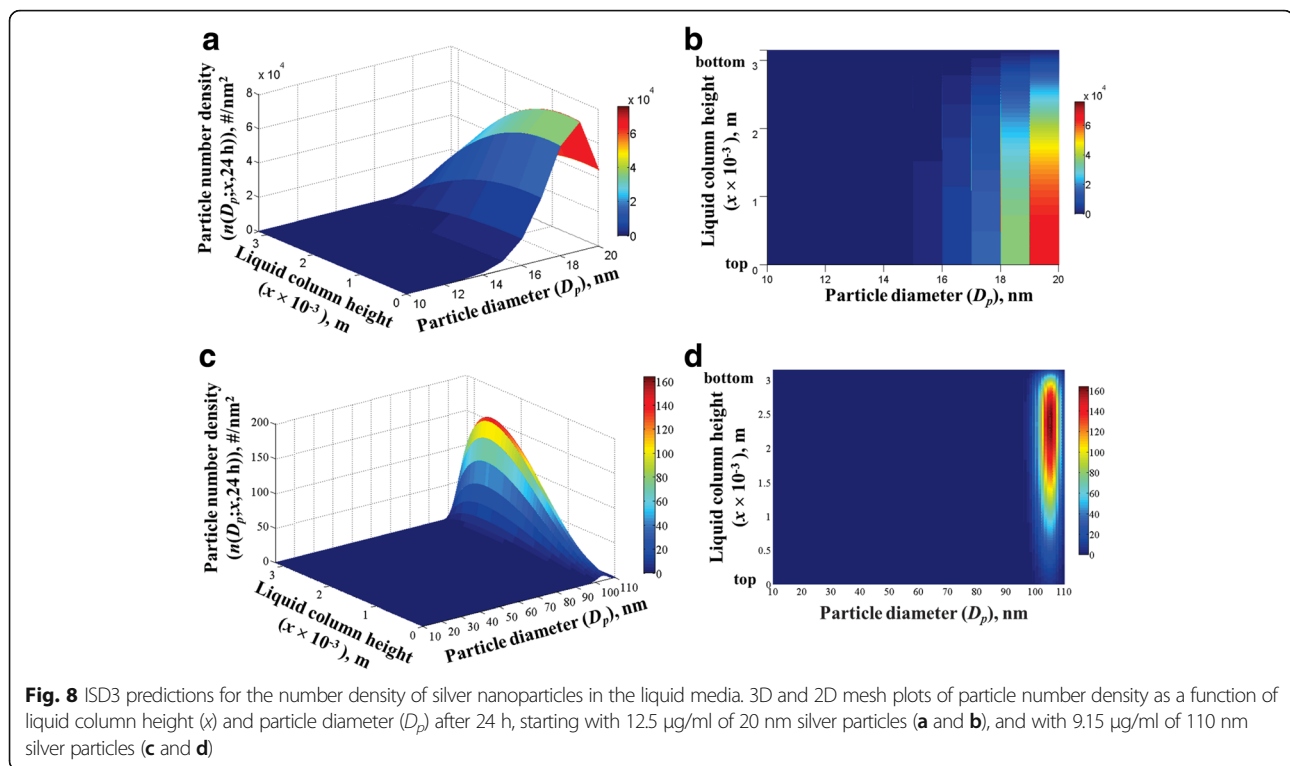 a
x 10⁴
8
6
4
2
0
Particle number density
(n(Dₚ;x,24 h)), #/nm²
3
2
1
0
Liquid column height
(x × 10⁻³), m
10
12
14
16
18
20
Particle diameter (Dₚ), nm
x 10⁴
6
4
2
0
b
bottom
3
2
1
top
0
Liquid column height
(x × 10⁻³), m
10 12 14 16 18 20
Particle diameter (Dₚ), nm
x 10⁴
6
4
2
0
c
200
150
100
50
0
Particle number density
(n(Dₚ;x,24 h)), #/nm²
3
2
1
0
Liquid column height
(x × 10⁻³), m
10 20 30 40 50 60 70 80 90 100 110
Particle diameter (Dₚ), nm
160
140
120
100
80
60
40
20
0
d
bottom
3
2.5
2
1.5
1
0.5
top
0
Liquid column height
(x × 10⁻³), m
10 20 30 40 50 60 70 80 90 100 110
Particle diameter (Dₚ), nm
160
140
120
100
80
60
40
20
0
Fig. 8 ISD3 predictions for the number density of silver nanoparticles in the liquid media. 3D and 2D mesh plots of particle number density as a function of
liquid column height (x) and particle diameter (Dₚ) after 24 h, starting with 12.5 μg/ml of 20 nm silver particles (a and b), and with 9.15 μg/ml of 110 nm
silver particles (c and d)